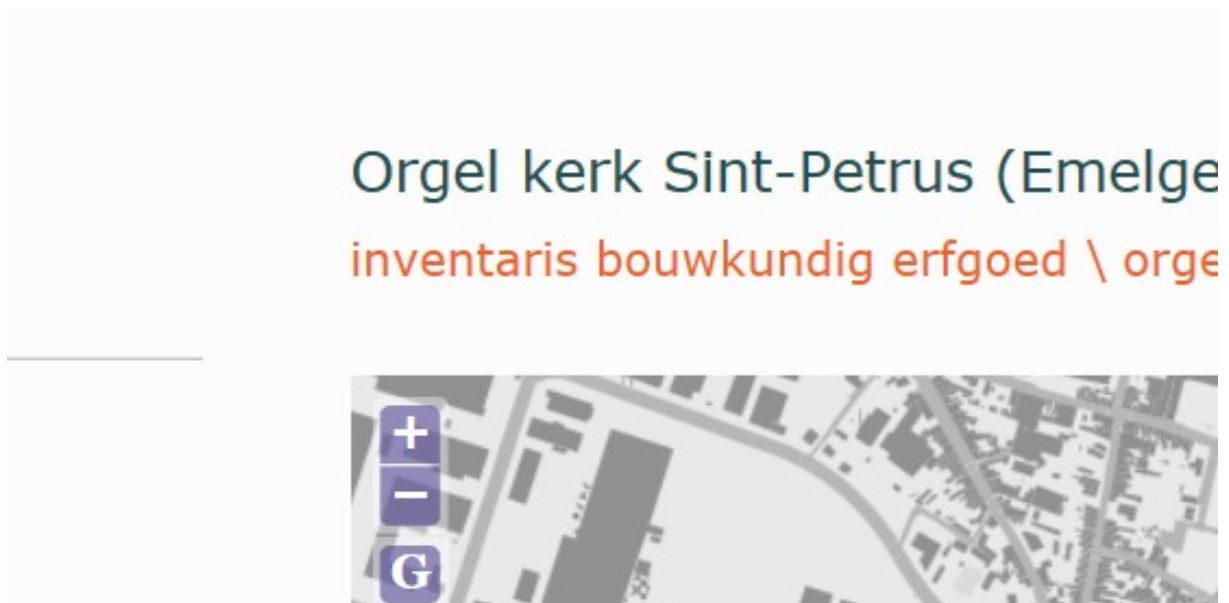 Orgel kerk Sint-Petrus (Emelge
inventaris bouwkundig erfgoed \ orge
+
−
G